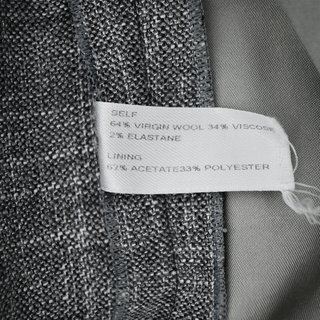 SELF
64% VIRGIN WOOL 34% VISCOSE
2% ELASTANE
LINING
67% ACETATE33% POLYESTER